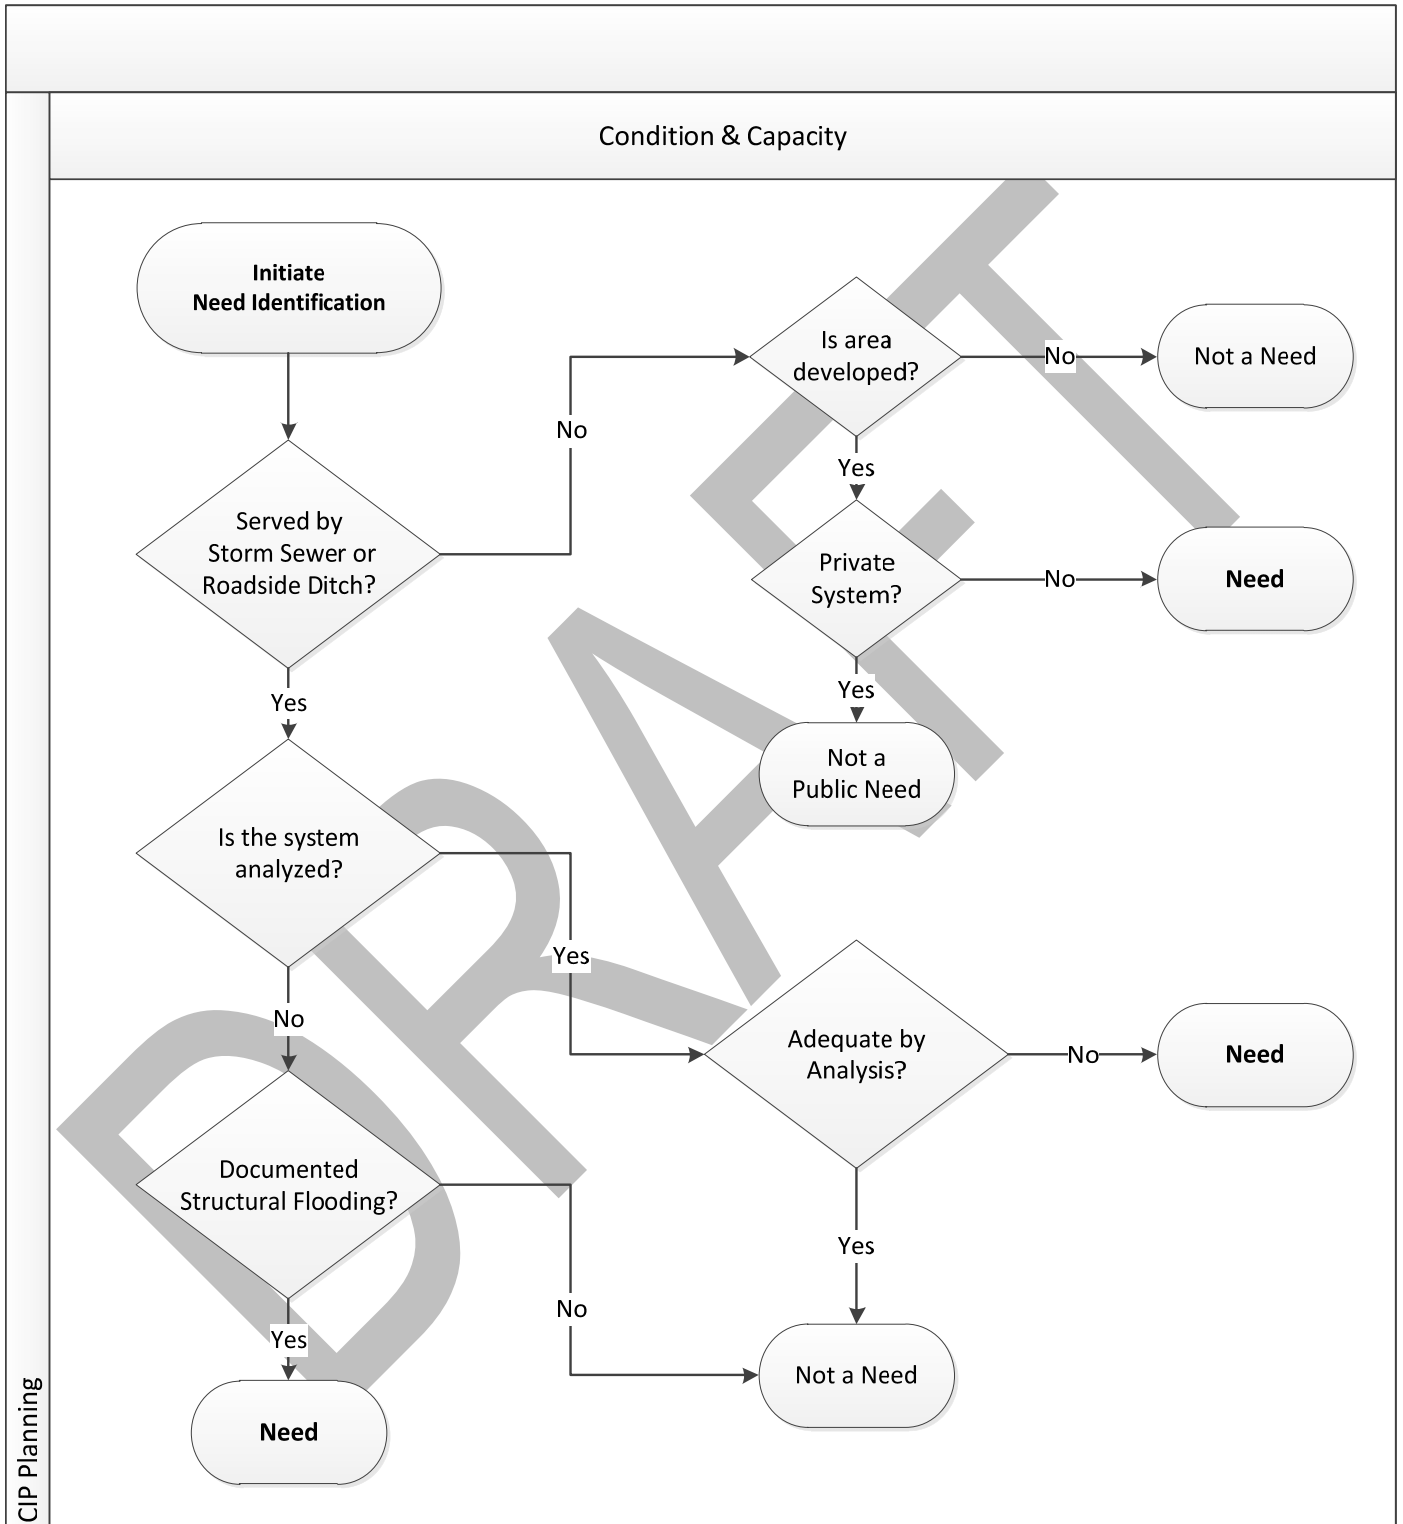 Condition & Capacity
Initiate
Need Identification
Served by
Storm Sewer or
Roadside Ditch?
No
Is area
developed?
No
Not a Need
Yes
Private
System?
No
Need
Yes
Not a
Public Need
Yes
Is the system
analyzed?
Yes
Adequate by
Analysis?
No
Need
No
Documented
Structural Flooding?
Yes
No
Not a Need
Yes
Need
CIP Planning
DRAFT